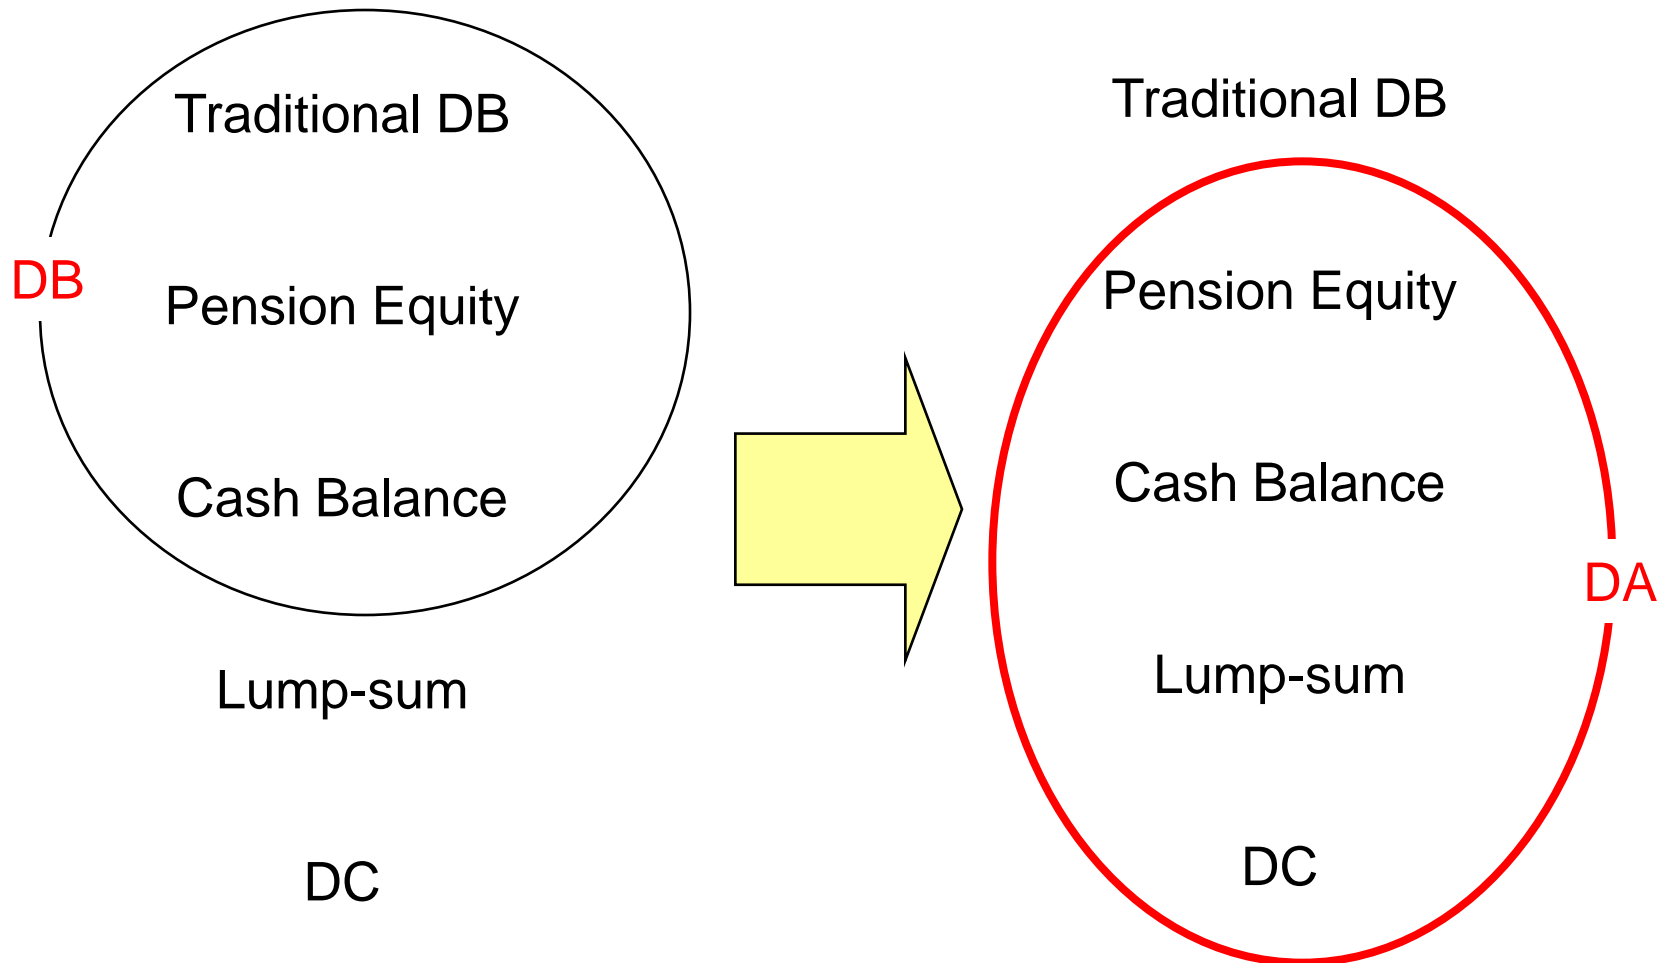 Traditional DB
DB
Pension Equity
Cash Balance
Lump-sum
DC
Traditional DB
Pension Equity
Cash Balance
DA
Lump-sum
DC